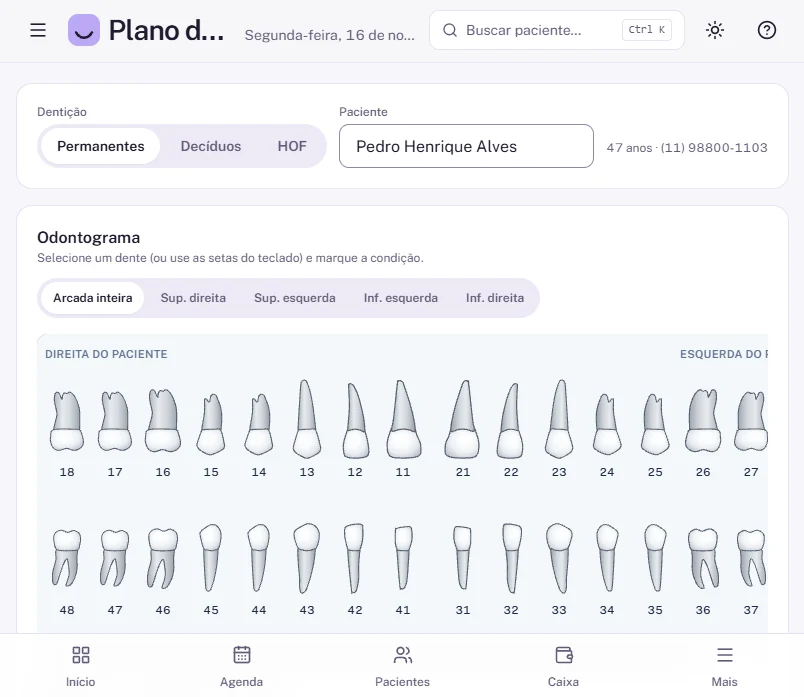 Plano d...
Segunda-feira, 16 de no...
Buscar paciente...
Ctrl K
Dentição
Paciente
Permanentes
Decíduos
HOF
Pedro Henrique Alves
47 anos · (11) 98800-1103
Odontograma
Selecione um dente (ou use as setas do teclado) e marque a condição.
Arcada inteira
Sup. direita
Sup. esquerda
Inf. esquerda
Inf. direita
DIREITA DO PACIENTE
ESQUERDA DO
18 17 16 15 14 13 12 11 21 22 23 24 25 26 27
48 47 46 45 44 43 42 41 31 32 33 34 35 36 37
Início
Agenda
Pacientes
Caixa
Mais